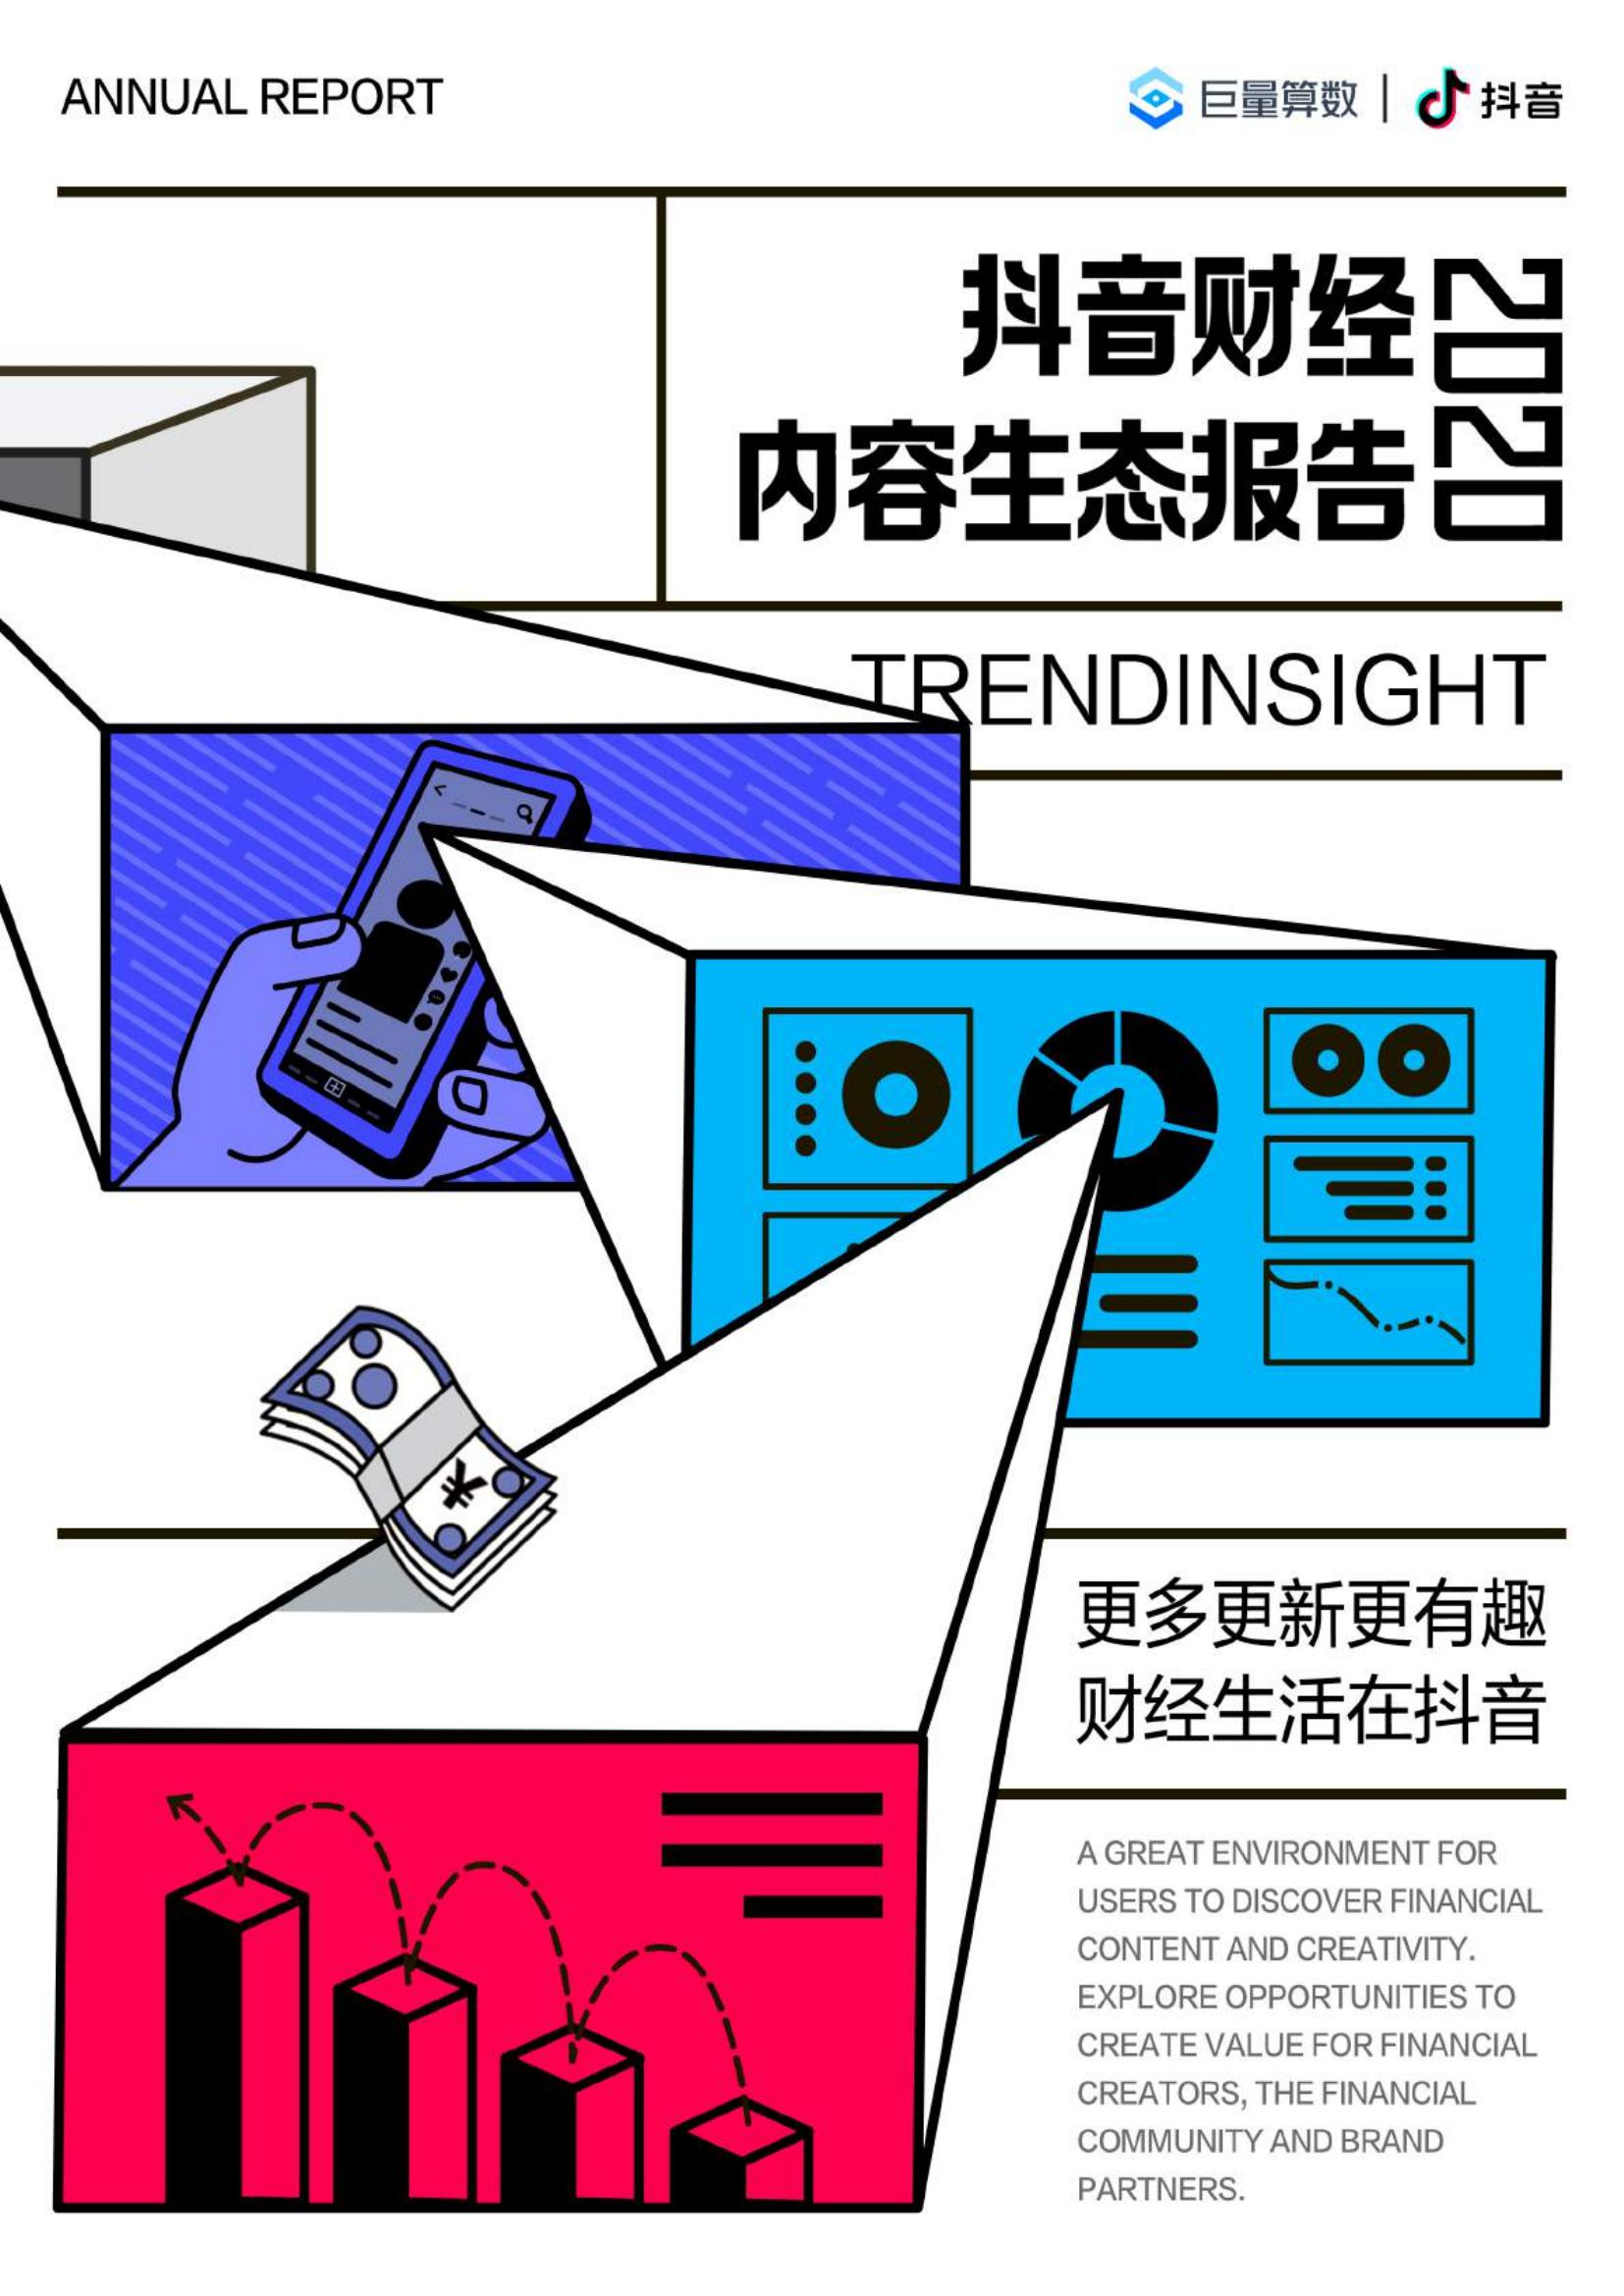 ANNUAL REPORT
巨量算数
抖音
抖音财经
内容生态报告
2020
TRENDINSIGHT
¥
更多更新更有趣
财经生活在抖音
A GREAT ENVIRONMENT FOR
USERS TO DISCOVER FINANCIAL
CONTENT AND CREATIVITY.
EXPLORE OPPORTUNITIES TO
CREATE VALUE FOR FINANCIAL
CREATORS, THE FINANCIAL
COMMUNITY AND BRAND
PARTNERS.